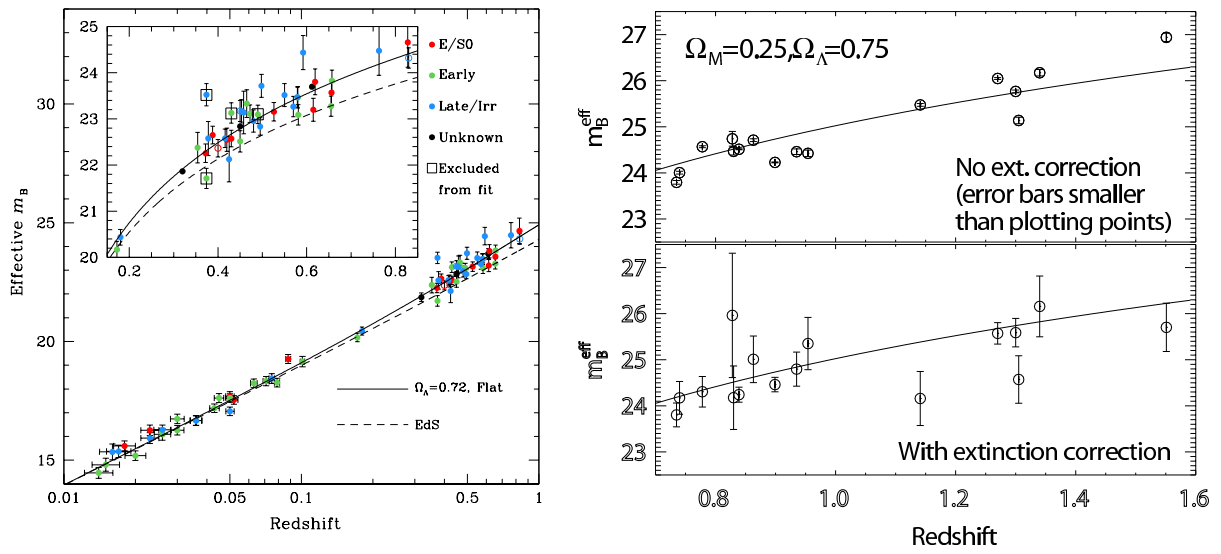 25
24
23
22
21
20
0.2
0.4
0.6
0.8
E/S0
Early
Late/Irr
Unknown
Excluded
from fit
30
25
20
15
Effective m_B
Ω_Λ=0.72, Flat
EdS
0.01
0.05
0.1
0.5
1
Redshift
27
26
25
24
23
m_B^eff
Ω_M=0.25,Ω_Λ=0.75
No ext. correction
(error bars smaller
than plotting points)
27
26
25
24
23
m_B^eff
With extinction correction
0.8
1.0
1.2
1.4
1.6
Redshift